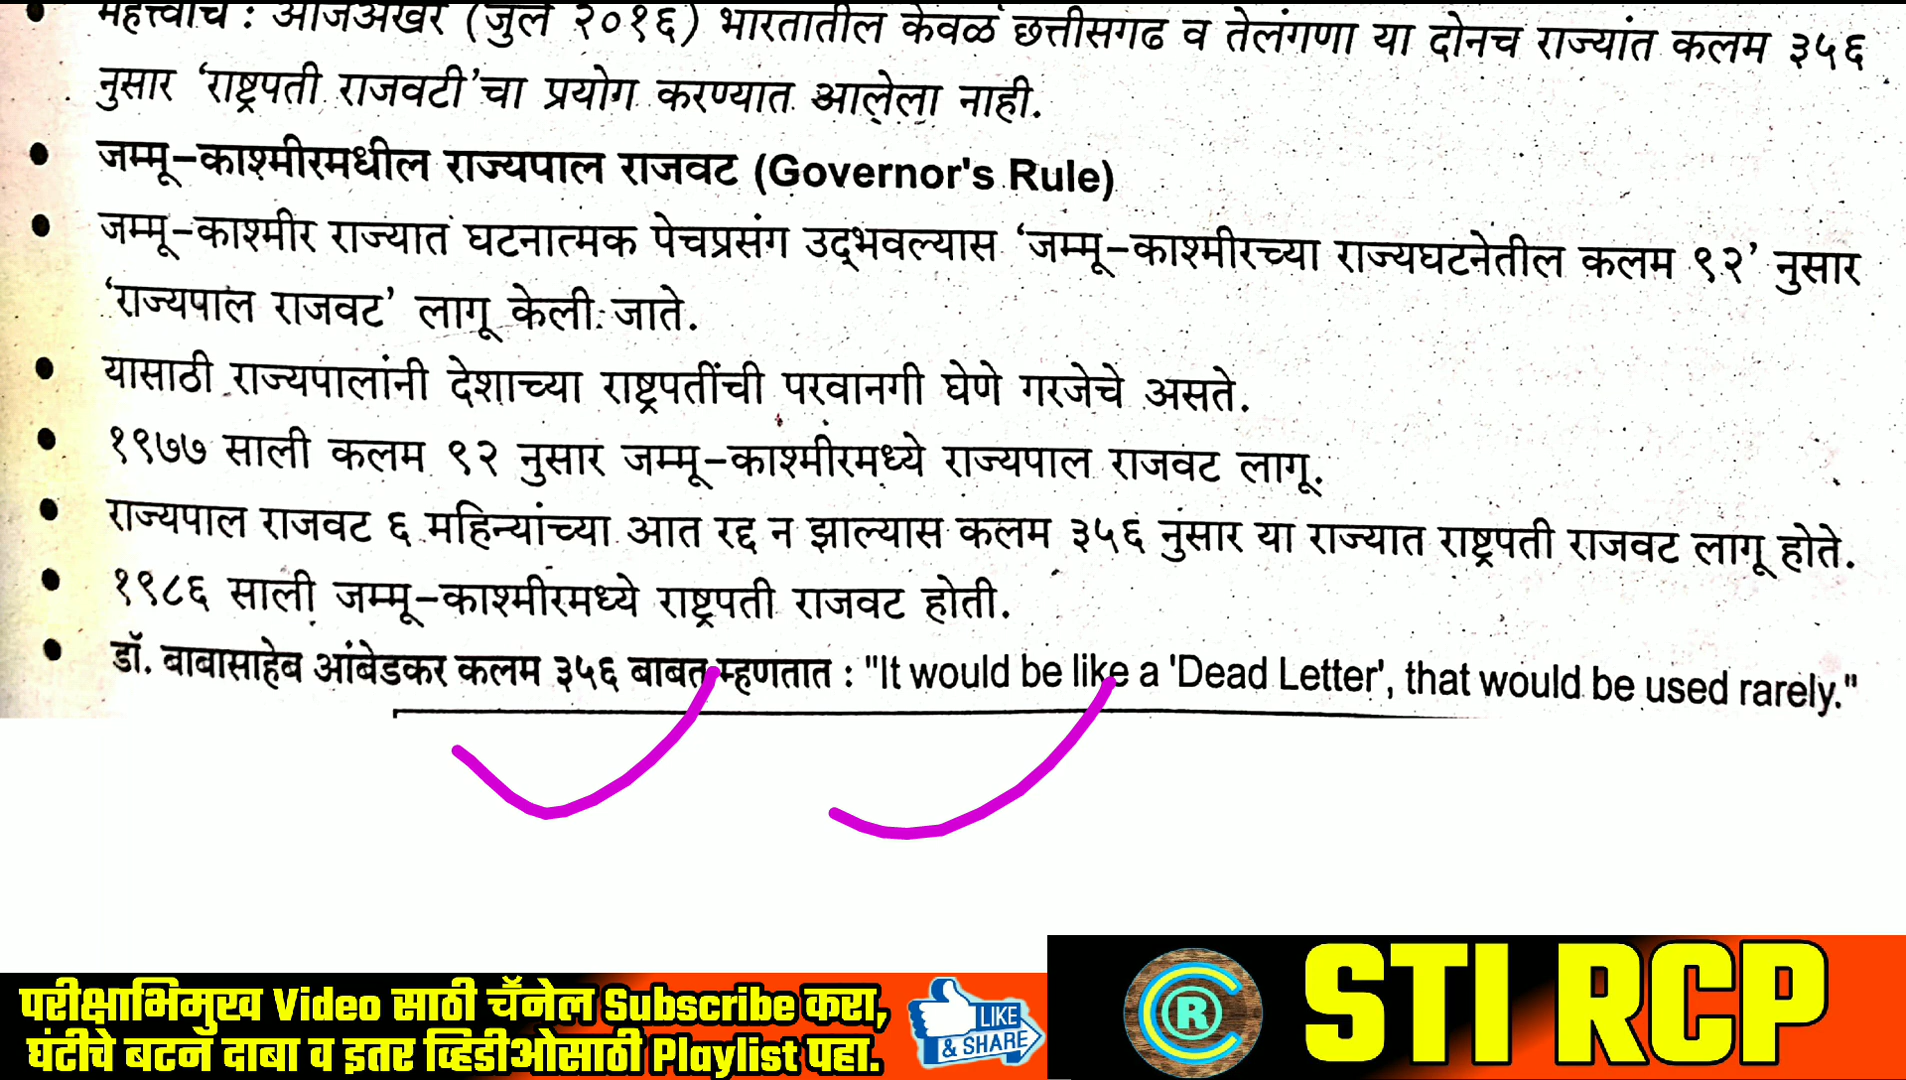 महत्त्वाचे : आजअखेर (जुलै २०१६) भारतातील केवळ छत्तीसगढ व तेलंगणा या दोनच राज्यांत कलम ३५६
नुसार ‘राष्ट्रपती राजवटी’चा प्रयोग करण्यात आलेला नाही.
• जम्मू–काश्मीरमधील राज्यपाल राजवट (Governor's Rule)
• जम्मू–काश्मीर राज्यात घटनात्मक पेचप्रसंग उद्‌भवल्यास ‘जम्मू–काश्मीरच्या राज्यघटनेतील कलम ९२’ नुसार
‘राज्यपाल राजवट’ लागू केली जाते.
• यासाठी राज्यपालांनी देशाच्या राष्ट्रपतींची परवानगी घेणे गरजेचे असते.
• १९७७ साली कलम ९२ नुसार जम्मू–काश्मीरमध्ये राज्यपाल राजवट लागू.
• राज्यपाल राजवट ६ महिन्यांच्या आत रद्द न झाल्यास कलम ३५६ नुसार या राज्यात राष्ट्रपती राजवट लागू होते.
• १९८६ साली जम्मू–काश्मीरमध्ये राष्ट्रपती राजवट होती.
• डॉ. बाबासाहेब आंबेडकर कलम ३५६ बाबत म्हणतात : "It would be like a 'Dead Letter', that would be used rarely."
परीक्षाभिमुख Video साठी चॅनेल Subscribe करा,
घंटीचे बटन दाबा व इतर व्हिडीओसाठी Playlist पहा.
LIKE
& SHARE
C R
STI RCP